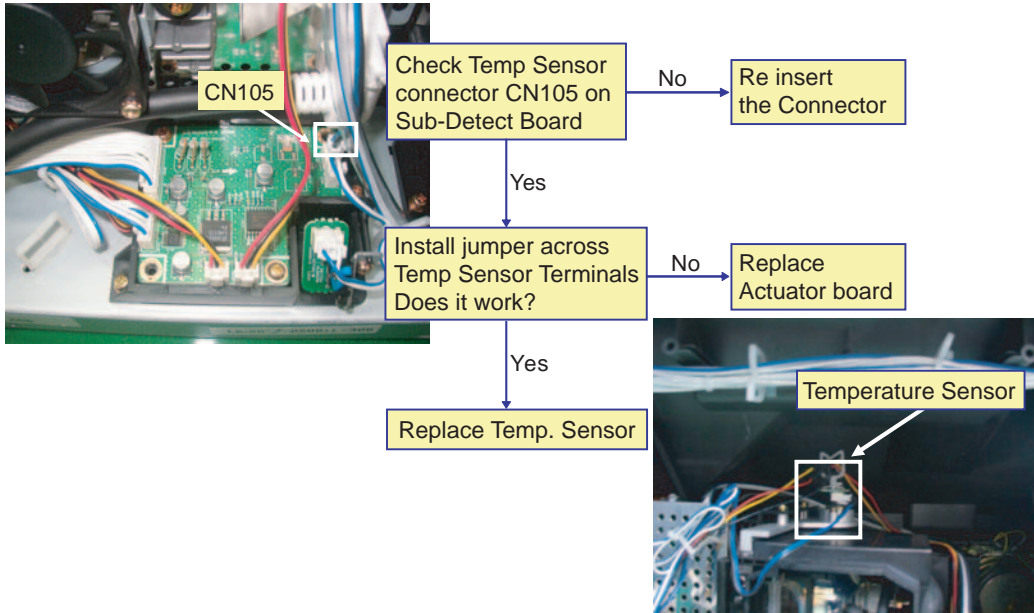 CN105
Check Temp Sensor
connector CN105 on
Sub-Detect Board
No
Re insert
the Connector
Yes
Install jumper across
Temp Sensor Terminals
Does it work?
No
Replace
Actuator board
Yes
Replace Temp. Sensor
Temperature Sensor